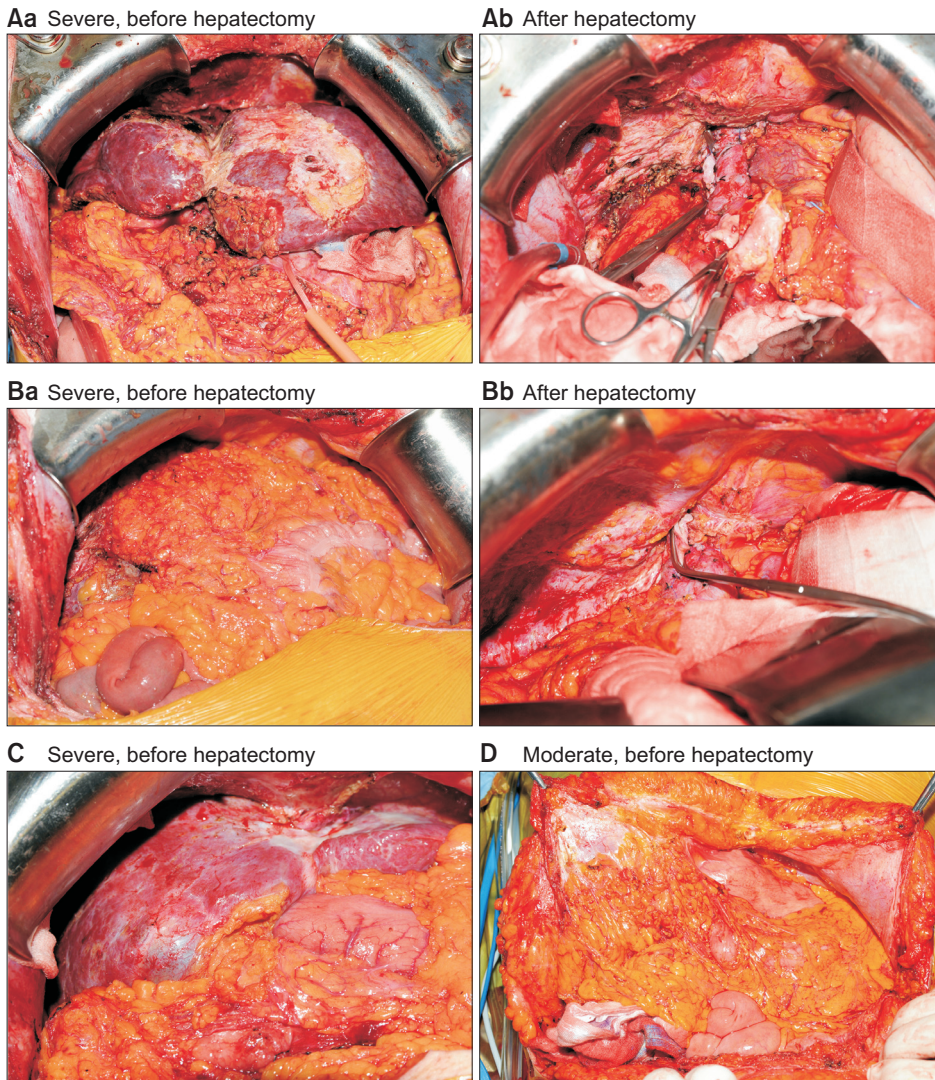 Aa Severe, before hepatectomy
Ab After hepatectomy
Ba Severe, before hepatectomy
Bb After hepatectomy
C Severe, before hepatectomy
D Moderate, before hepatectomy